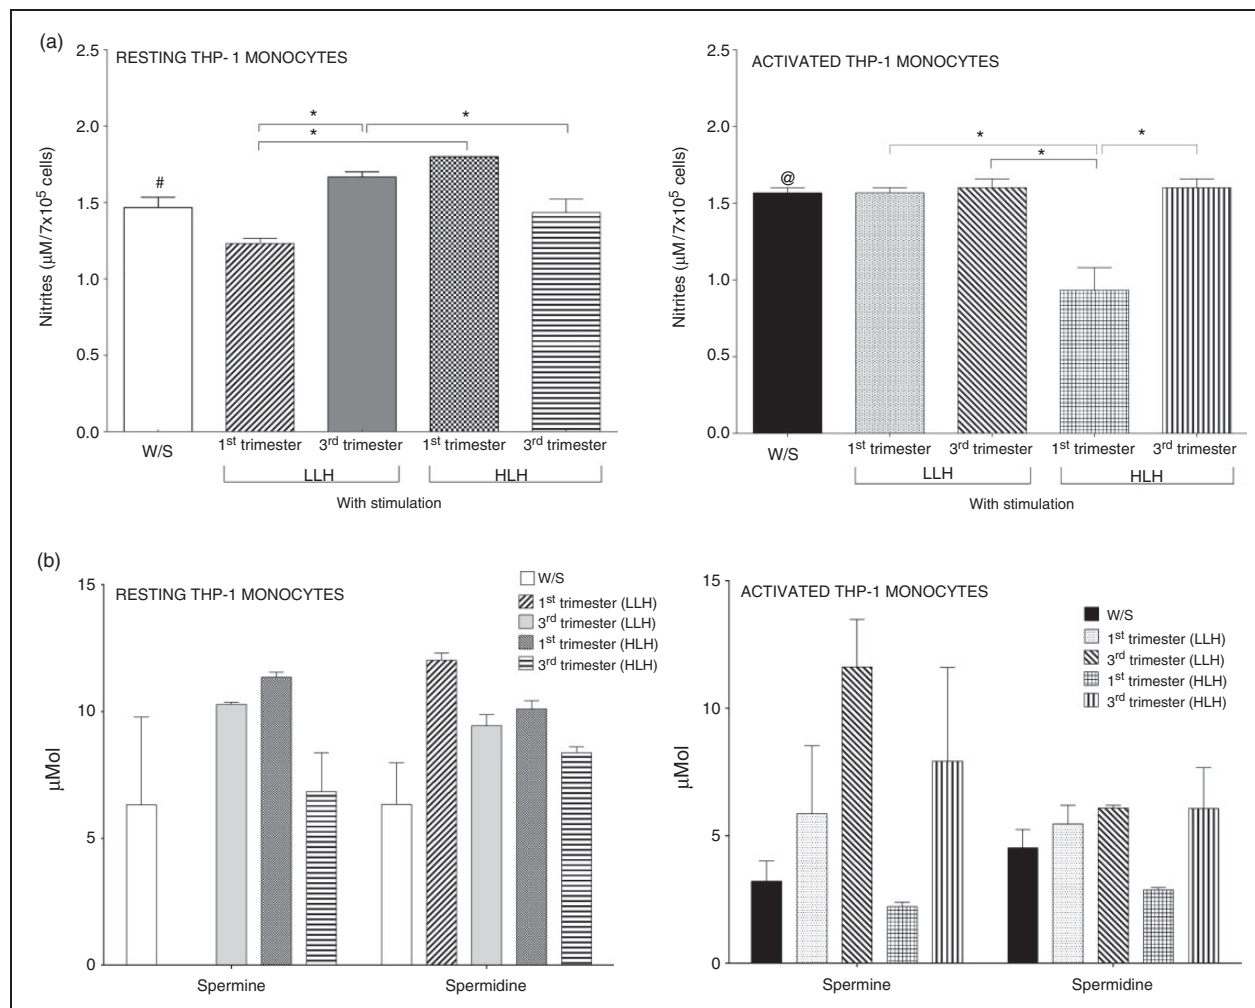 (a)
RESTING THP- 1 MONOCYTES
Nitrites (µM/7x10⁵ cells)
2.5
2.0
1.5
1.0
0.5
0.0
#
*
*
*
W/S
1ˢᵗ trimester
3ʳᵈ trimester
1ˢᵗ trimester
3ʳᵈ trimester
LLH
HLH
With stimulation
ACTIVATED THP-1 MONOCYTES
Nitrites (µM/7x10⁵ cells)
2.5
2.0
1.5
1.0
0.5
0.0
@
*
*
*
W/S
1ˢᵗ trimester
3ʳᵈ trimester
1ˢᵗ trimester
3ʳᵈ trimester
LLH
HLH
With stimulation
(b)
RESTING THP-1 MONOCYTES
µMol
15
10
5
0
W/S
1ˢᵗ trimester (LLH)
3ʳᵈ trimester (LLH)
1ˢᵗ trimester (HLH)
3ʳᵈ trimester (HLH)
Spermine
Spermidine
ACTIVATED THP-1 MONOCYTES
µMol
15
10
5
0
W/S
1ˢᵗ trimester (LLH)
3ʳᵈ trimester (LLH)
1ˢᵗ trimester (HLH)
3ʳᵈ trimester (HLH)
Spermine
Spermidine